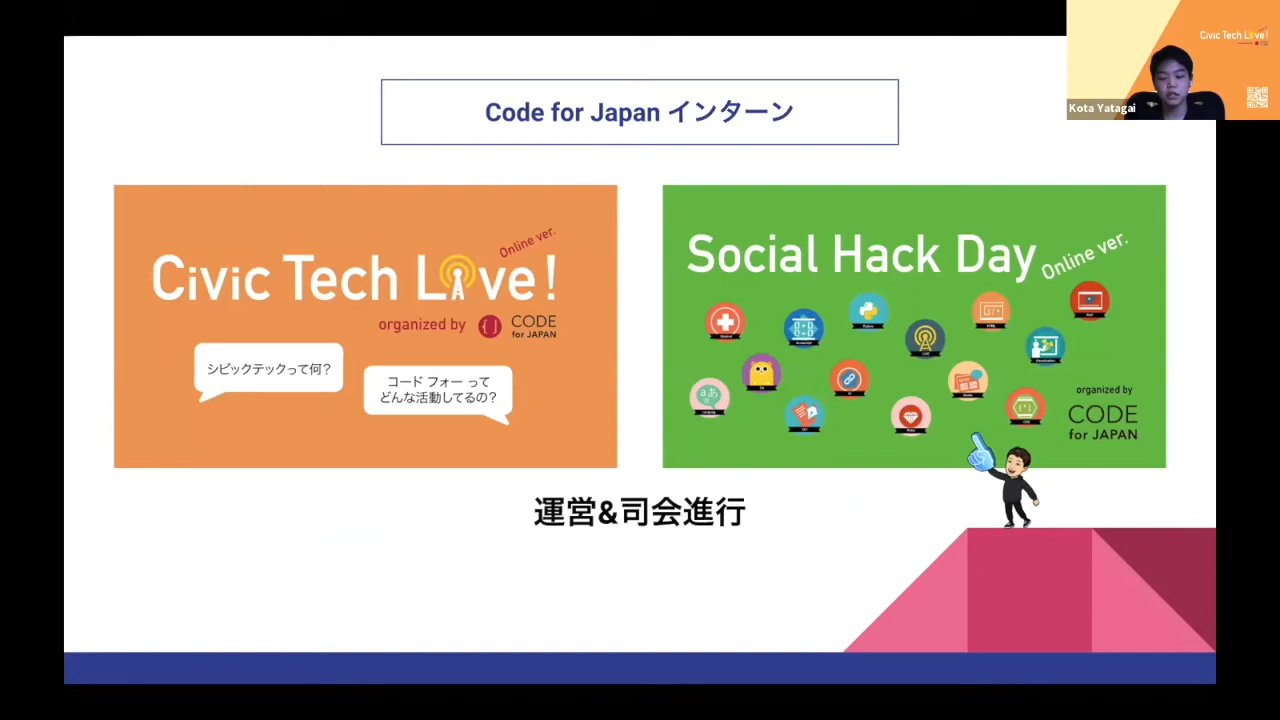 Code for Japan インターン
Civic Tech Live!
Online ver.
organized by
CODE
for JAPAN
シビックテックって何?
コード フォー って
どんな活動してるの?
Social Hack Day
Online ver.
organized by
CODE
for JAPAN
運営&司会進行
Civic Tech Live!
Kota Yatagai